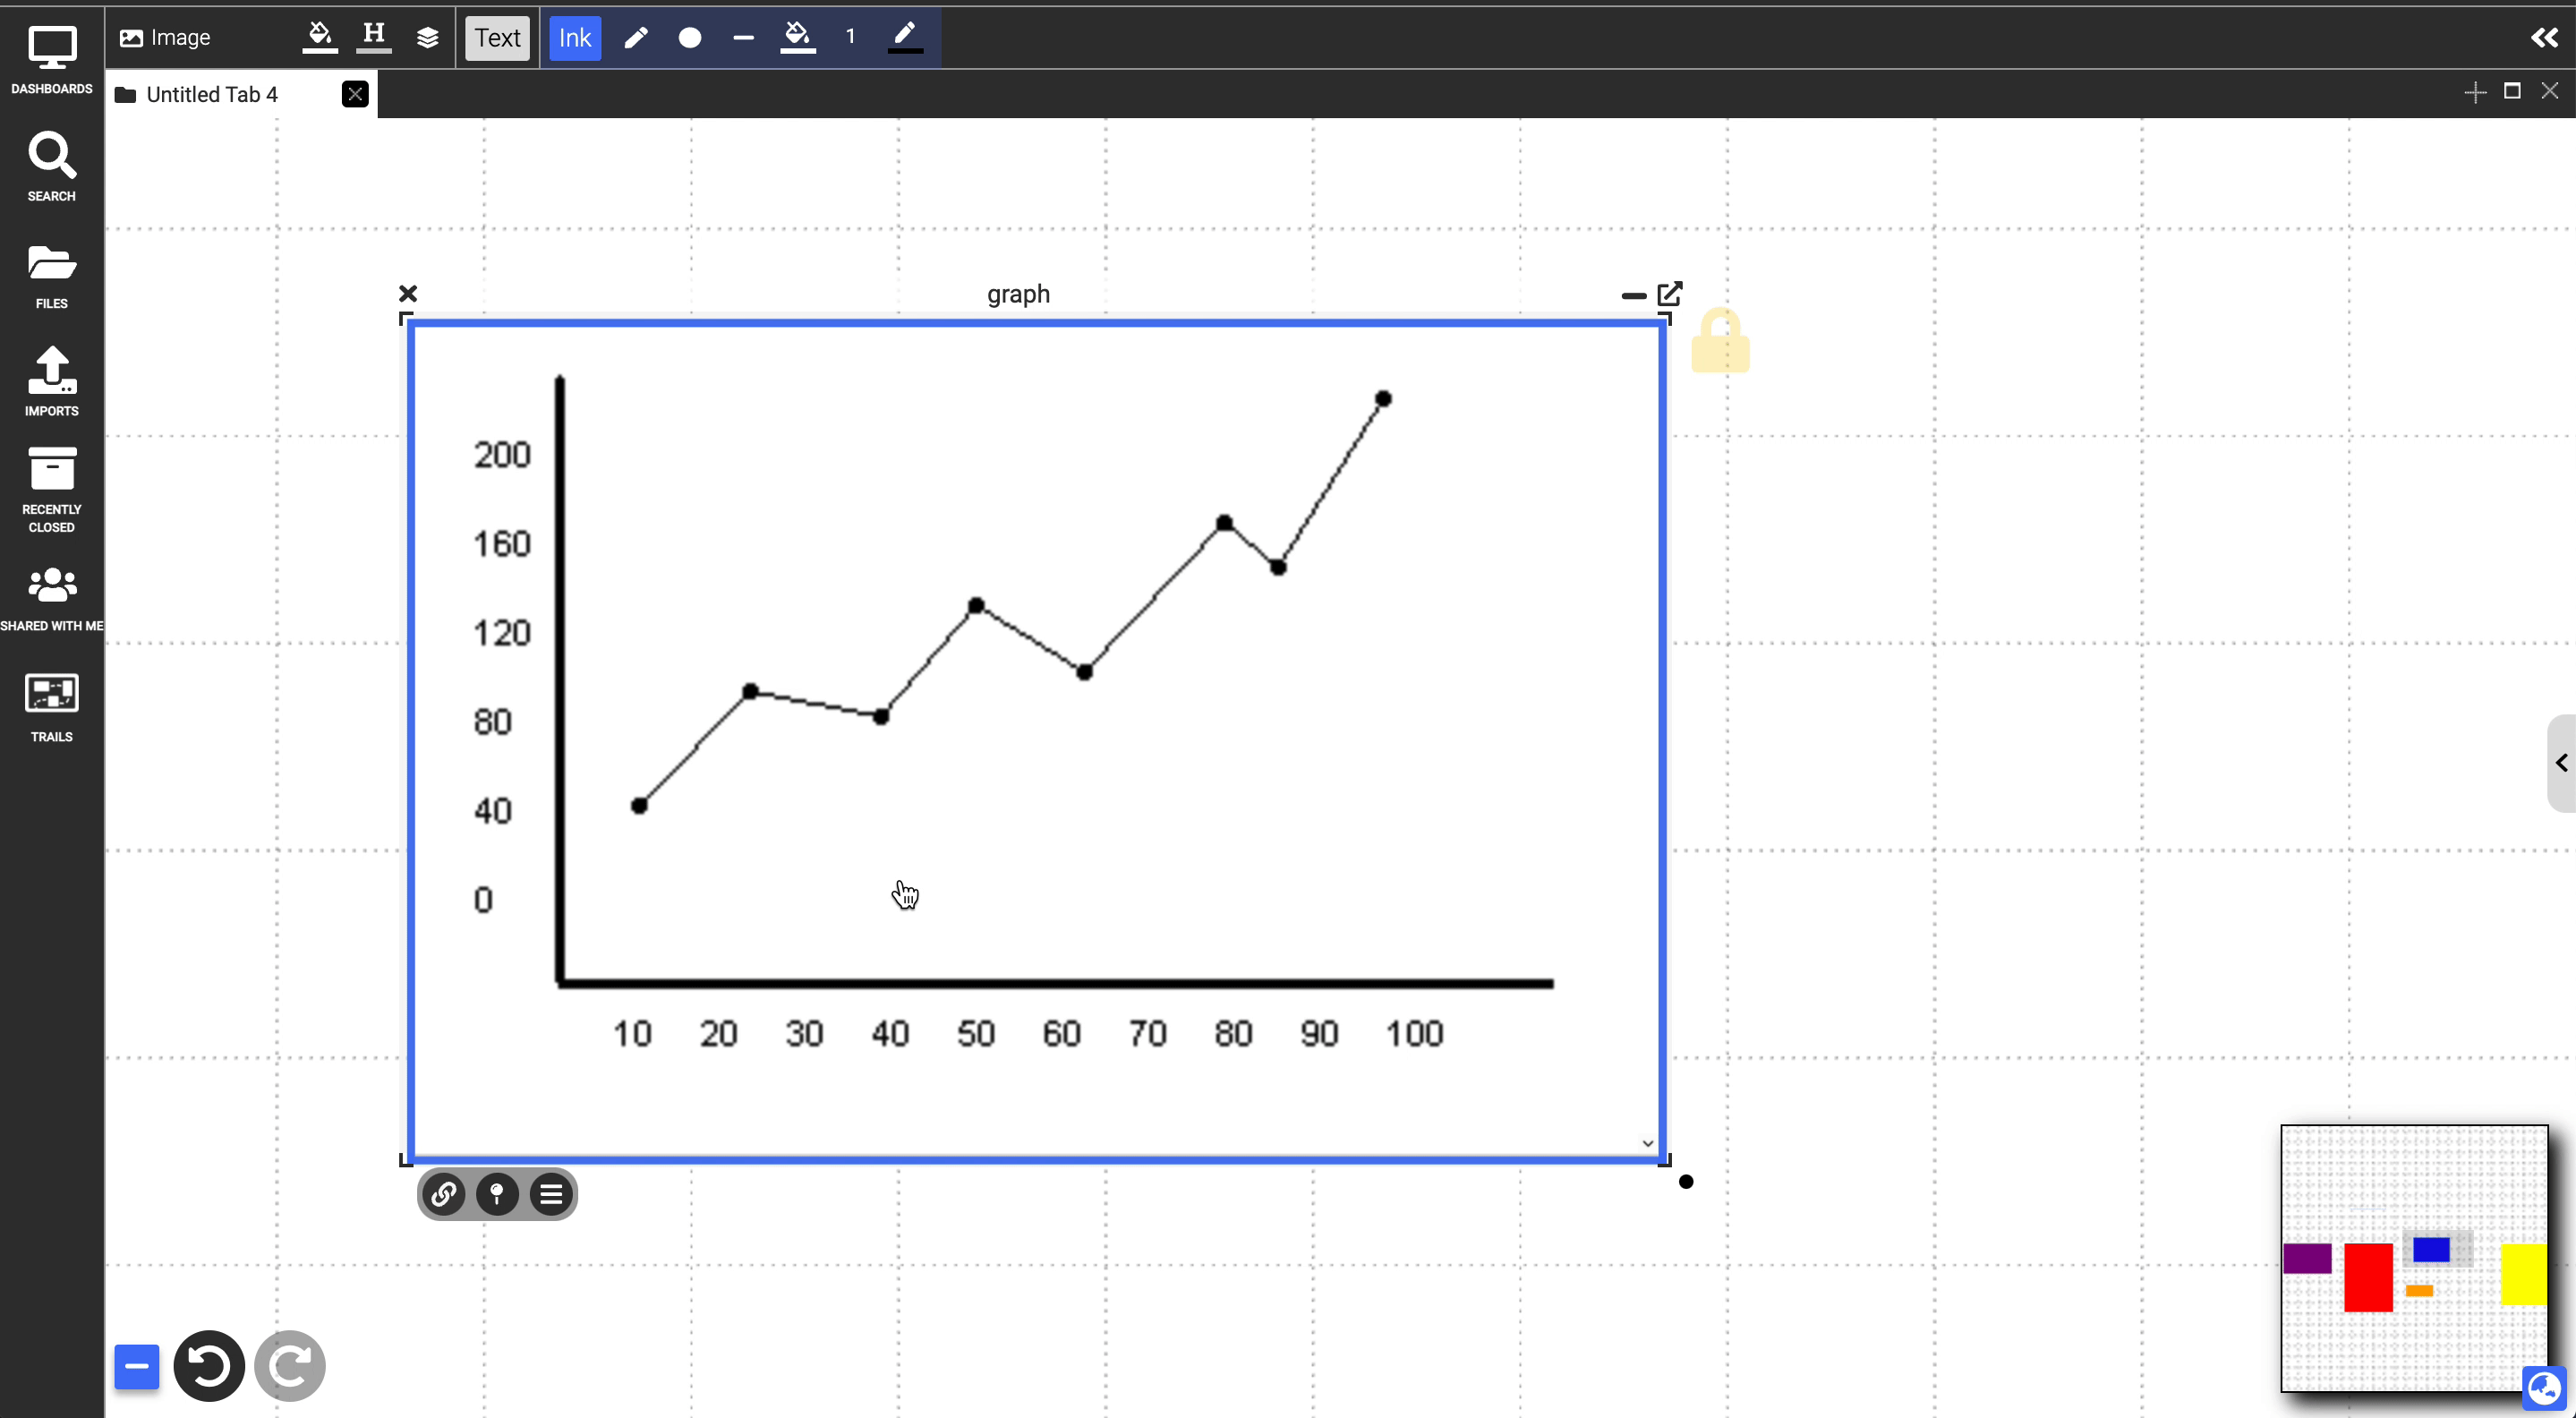 DASHBOARDS
SEARCH
FILES
IMPORTS
RECENTLY
CLOSED
SHARED WITH ME
TRAILS
Image
H
Text
Ink
1
Untitled Tab 4
graph
200
160
120
80
40
0
10 20 30 40 50 60 70 80 90 100